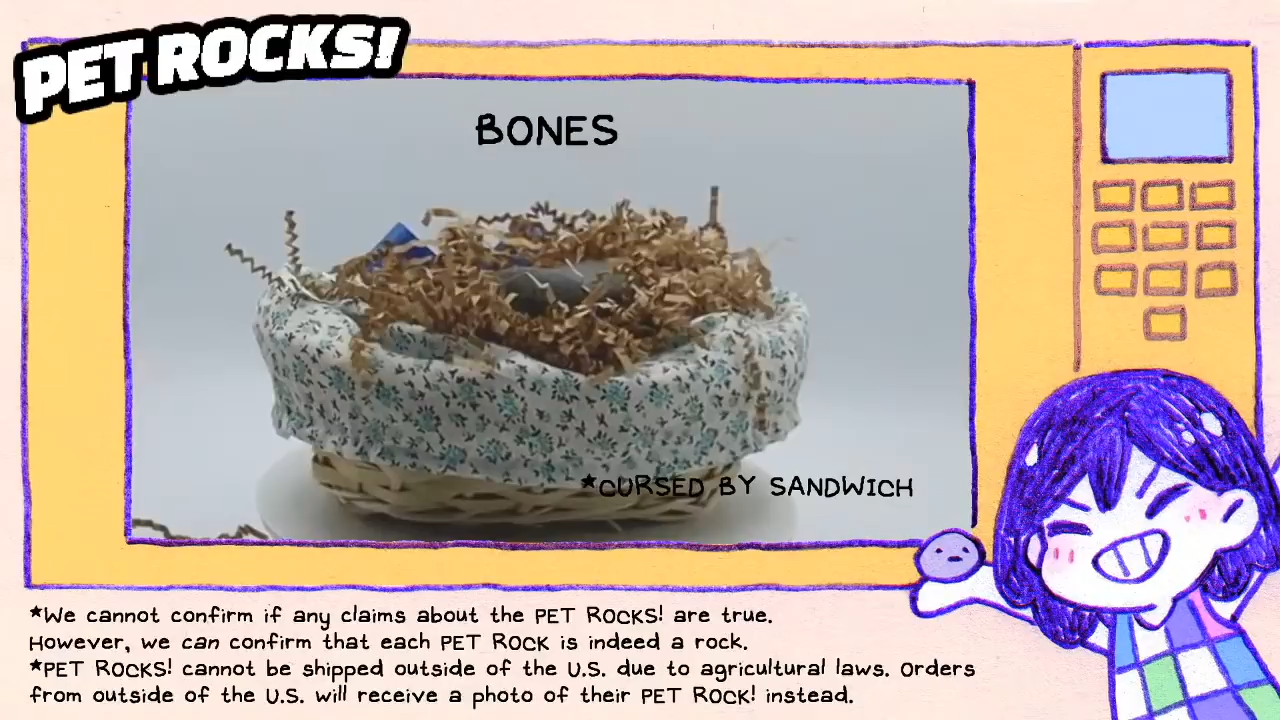 PET ROCKS!
BONES
*CURSED BY SANDWICH
*We cannot confirm if any claims about the PET ROCKS! are true.
However, we can confirm that each PET ROCK is indeed a rock.
*PET ROCKS! cannot be shipped outside of the U.S. due to agricultural laws. Orders
from outside of the U.S. will receive a photo of their PET ROCK! instead.